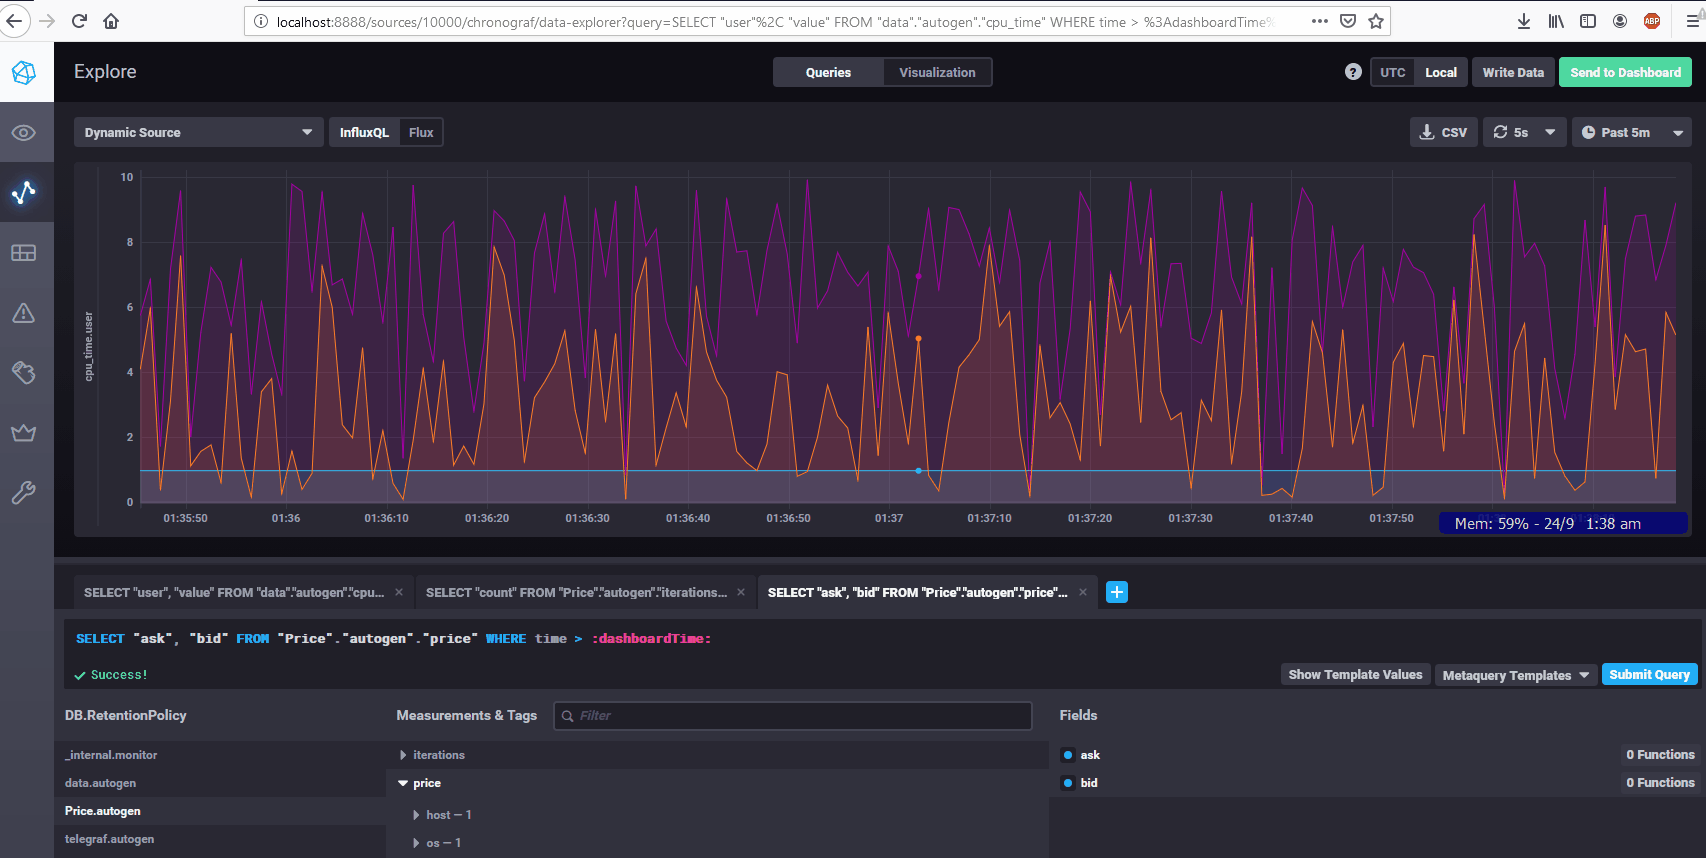 localhost:8888/sources/10000/chronograf/data-explorer?query=SELECT "user"%2C "value" FROM "data"."autogen"."cpu_time" WHERE time > %3AdashboardTime%
ABP
Explore
Queries
Visualization
?
UTC
Local
Write Data
Send to Dashboard
Dynamic Source
InfluxQL
Flux
CSV
5s
Past 5m
cpu_time.user
10
8
6
4
2
0
01:35:50
01:36
01:36:10
01:36:20
01:36:30
01:36:40
01:36:50
01:37
01:37:10
01:37:20
01:37:30
01:37:40
01:37:50
Mem: 59% - 24/9 1:38 am
SELECT "user", "value" FROM "data"."autogen"."cpu...
SELECT "count" FROM "Price"."autogen"."iterations...
SELECT "ask", "bid" FROM "Price"."autogen"."price"...
SELECT "ask", "bid" FROM "Price"."autogen"."price" WHERE time > :dashboardTime:
Success!
Show Template Values
Metaquery Templates
Submit Query
DB.RetentionPolicy
Measurements & Tags
Filter
Fields
_internal.monitor
iterations
ask
0 Functions
data.autogen
price
bid
0 Functions
Price.autogen
host — 1
telegraf.autogen
os — 1